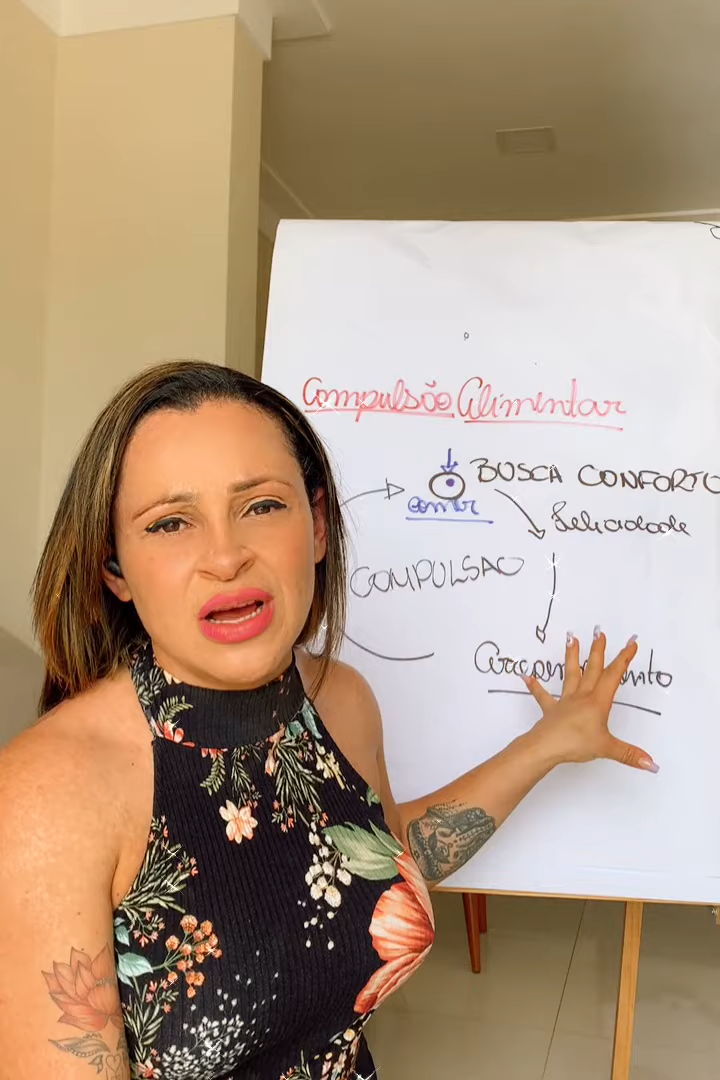 Compulsão Alimentar
BUSCA CONFORTO
comer
Felicidade
COMPULSAO